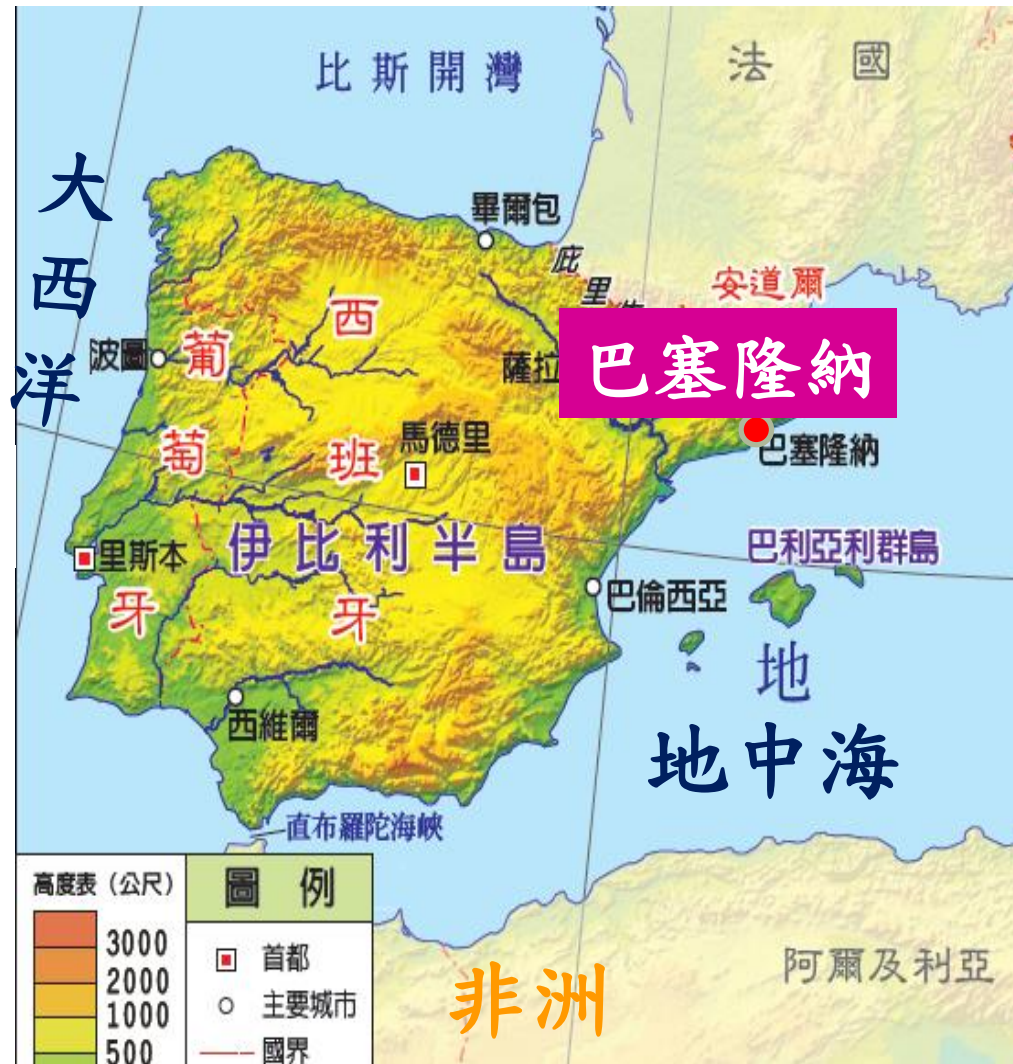 比斯開灣
法國
大西洋
畢爾包
庇里
安道爾
巴塞隆納
薩拉
波圖
葡萄牙
西班牙
馬德里
巴塞隆納
里斯本
伊比利半島
巴利亞利群島
巴倫西亞
西維爾
地
地中海
直布羅陀海峽
高度表（公尺）
3000
2000
1000
500
圖例
首都
主要城市
國界
非洲
阿爾及利亞